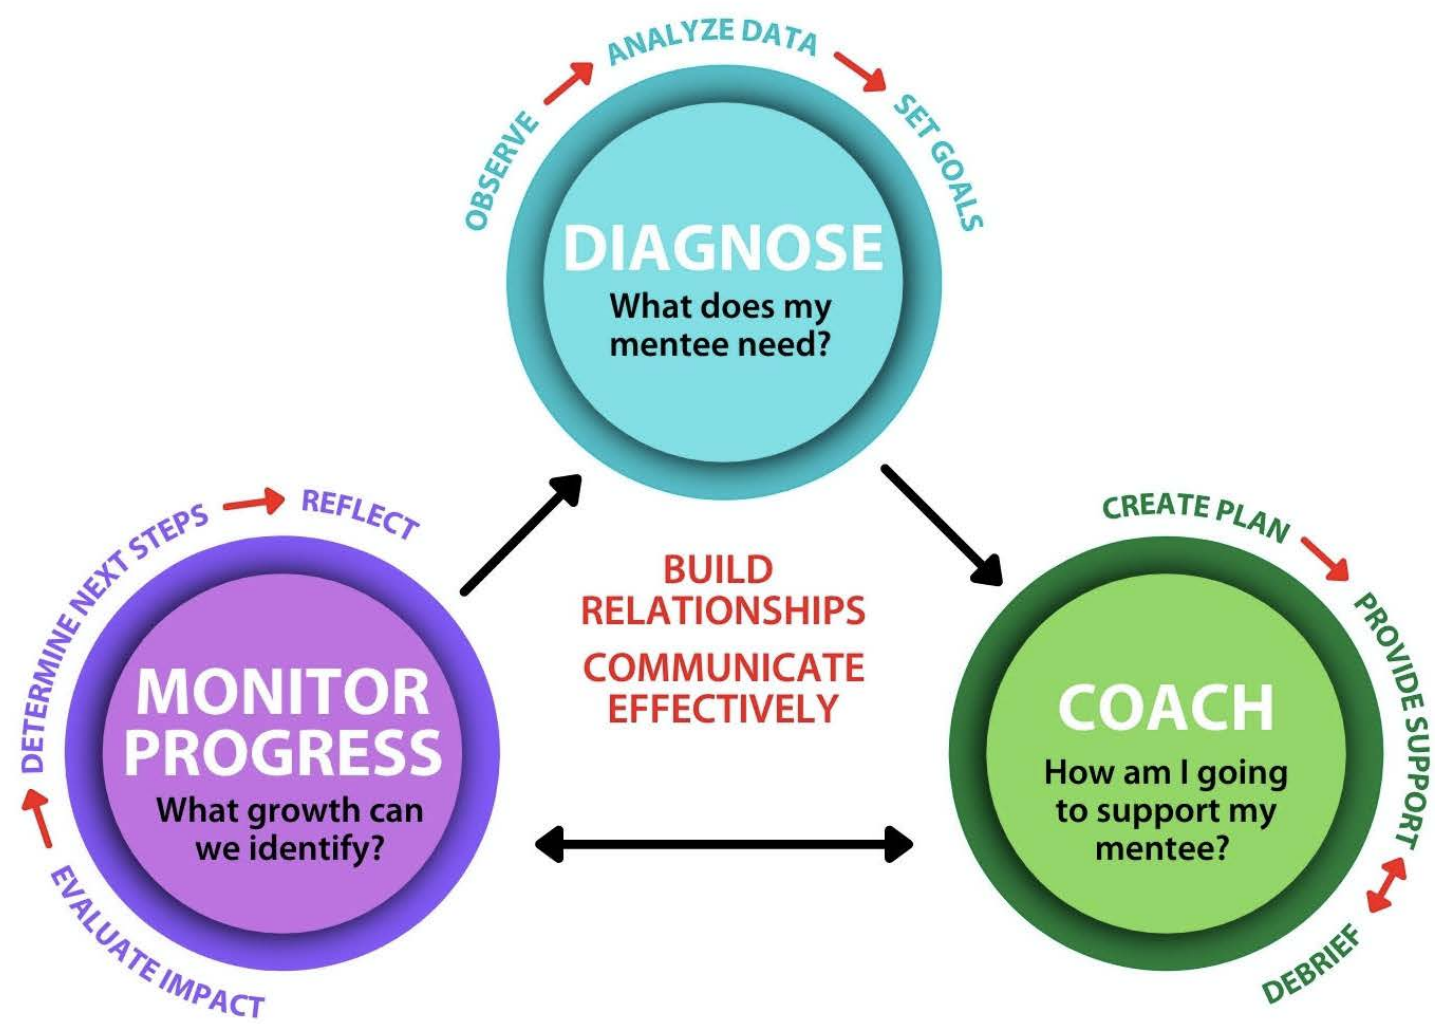 OBSERVE
ANALYZE DATA
SET GOALS
DIAGNOSE
What does my
mentee need?
CREATE PLAN
PROVIDE SUPPORT
DEBRIEF
COACH
How am I going
to support my
mentee?
EVALUATE IMPACT
DETERMINE NEXT STEPS
REFLECT
MONITOR
PROGRESS
What growth can
we identify?
BUILD
RELATIONSHIPS
COMMUNICATE
EFFECTIVELY